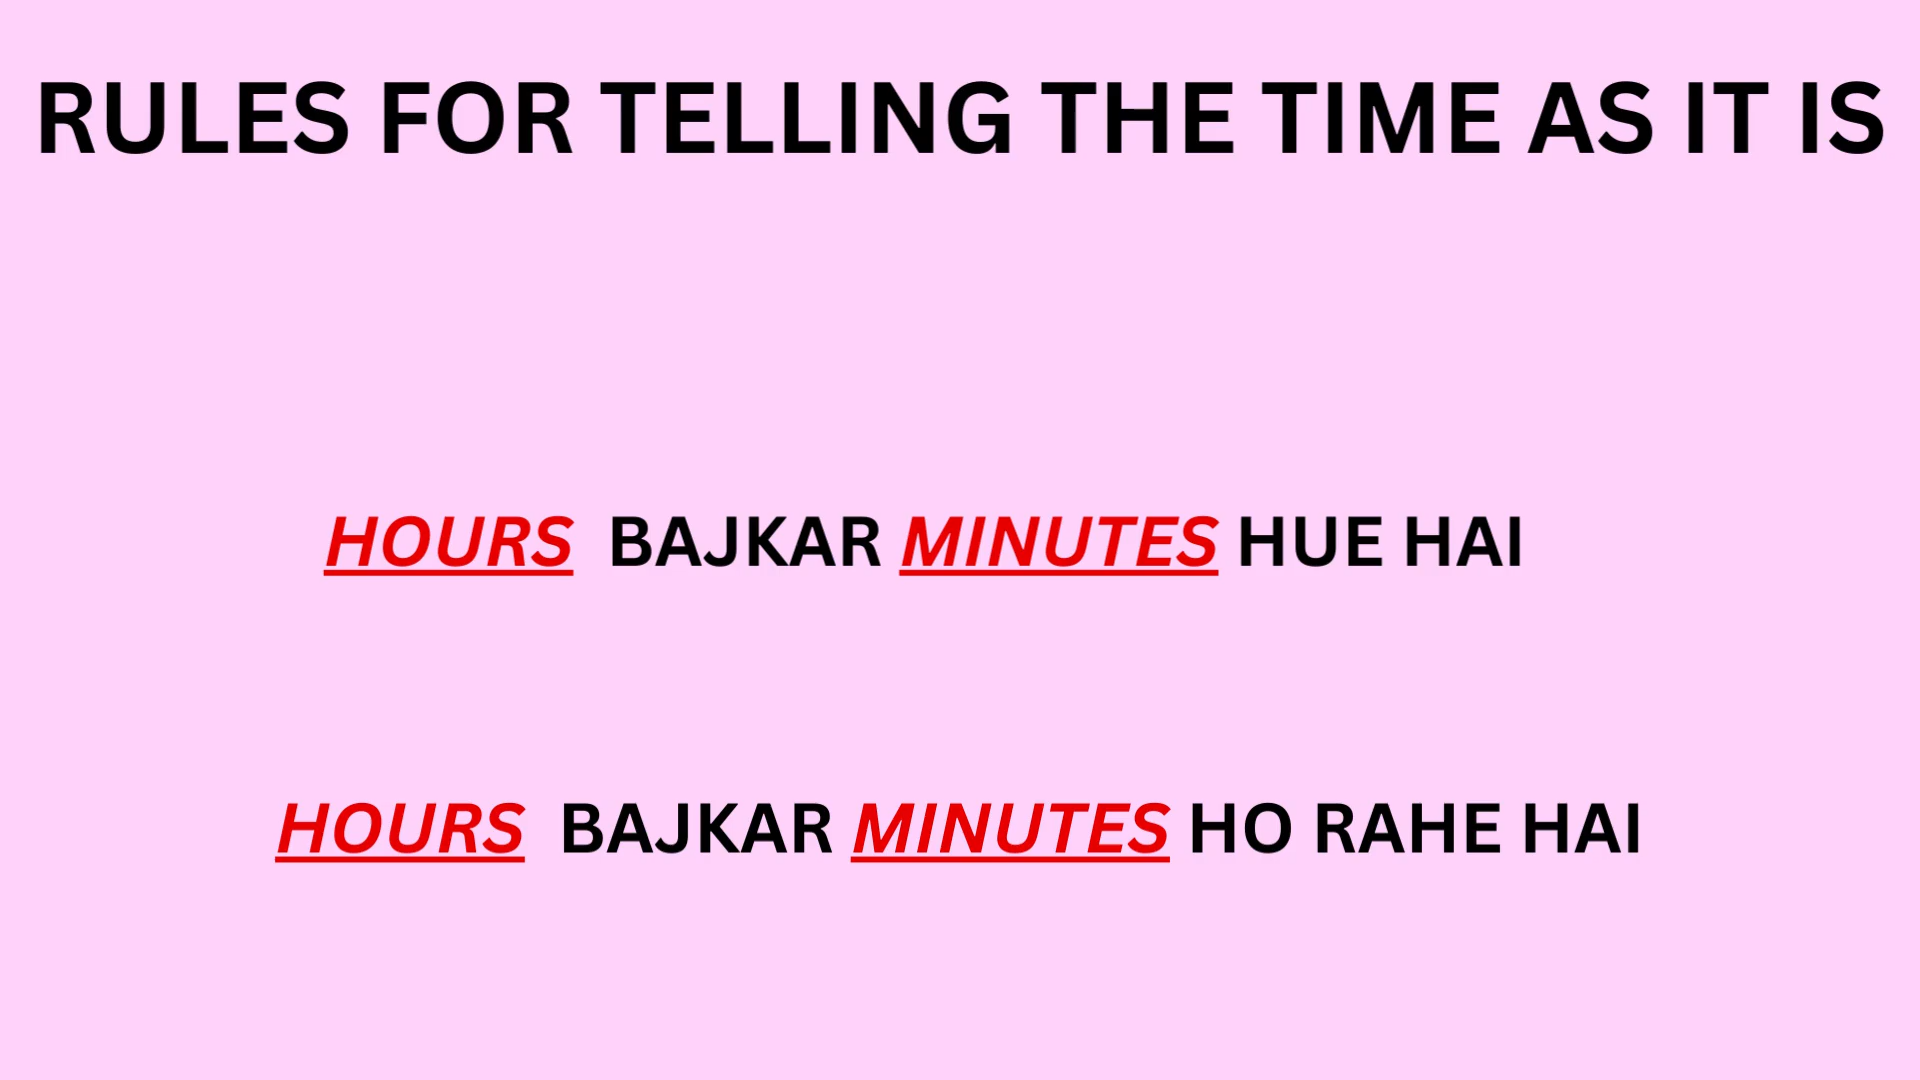 RULES FOR TELLING THE TIME AS IT IS
HOURS BAJKAR MINUTES HUE HAI
HOURS BAJKAR MINUTES HO RAHE HAI